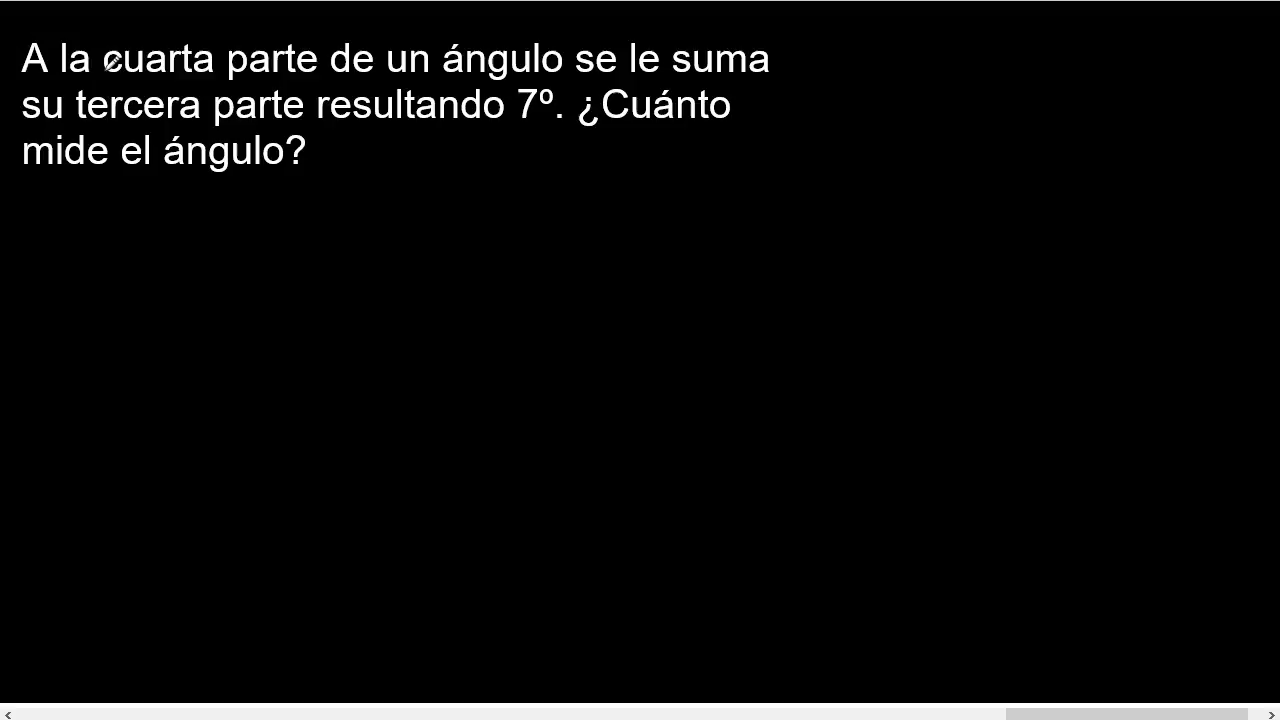 A la cuarta parte de un ángulo se le suma
su tercera parte resultando 7º. ¿Cuánto
mide el ángulo?